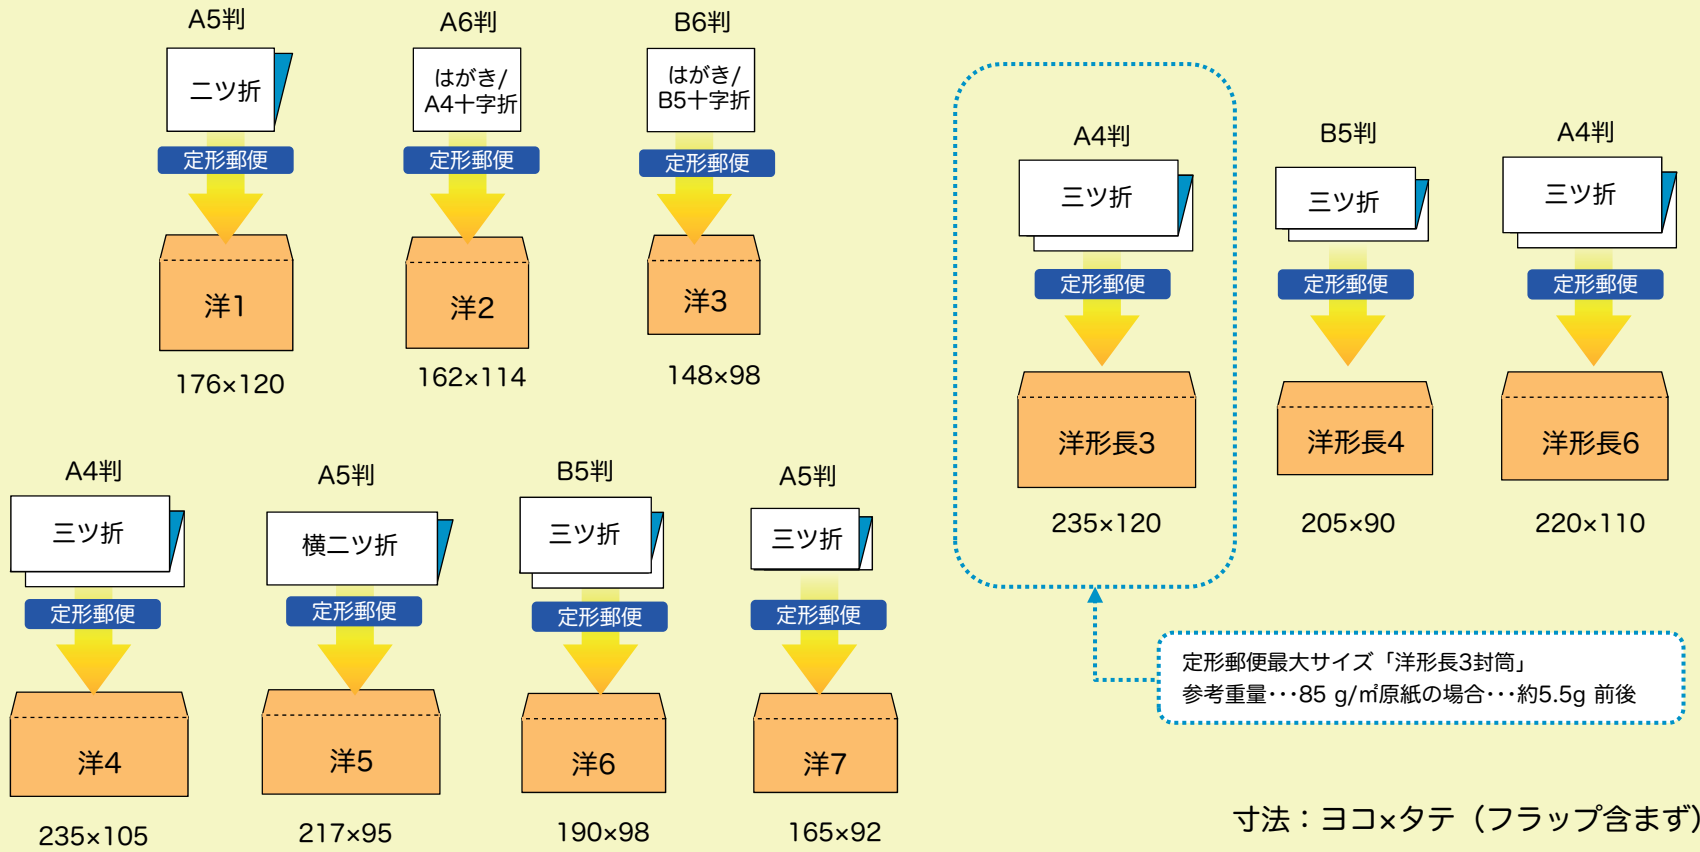 A5判
二ツ折
定形郵便
洋1
176×120
A6判
はがき/
A4十字折
定形郵便
洋2
162×114
B6判
はがき/
B5十字折
定形郵便
洋3
148×98
A4判
三ツ折
定形郵便
洋形長3
235×120
B5判
三ツ折
定形郵便
洋形長4
205×90
A4判
三ツ折
定形郵便
洋形長6
220×110
A4判
三ツ折
定形郵便
洋4
235×105
A5判
横二ツ折
定形郵便
洋5
217×95
B5判
三ツ折
定形郵便
洋6
190×98
A5判
三ツ折
定形郵便
洋7
165×92
定形郵便最大サイズ「洋形長3封筒」
参考重量･･･85 g/㎡原紙の場合･･･約5.5g 前後
寸法：ヨコ×タテ（フラップ含まず）